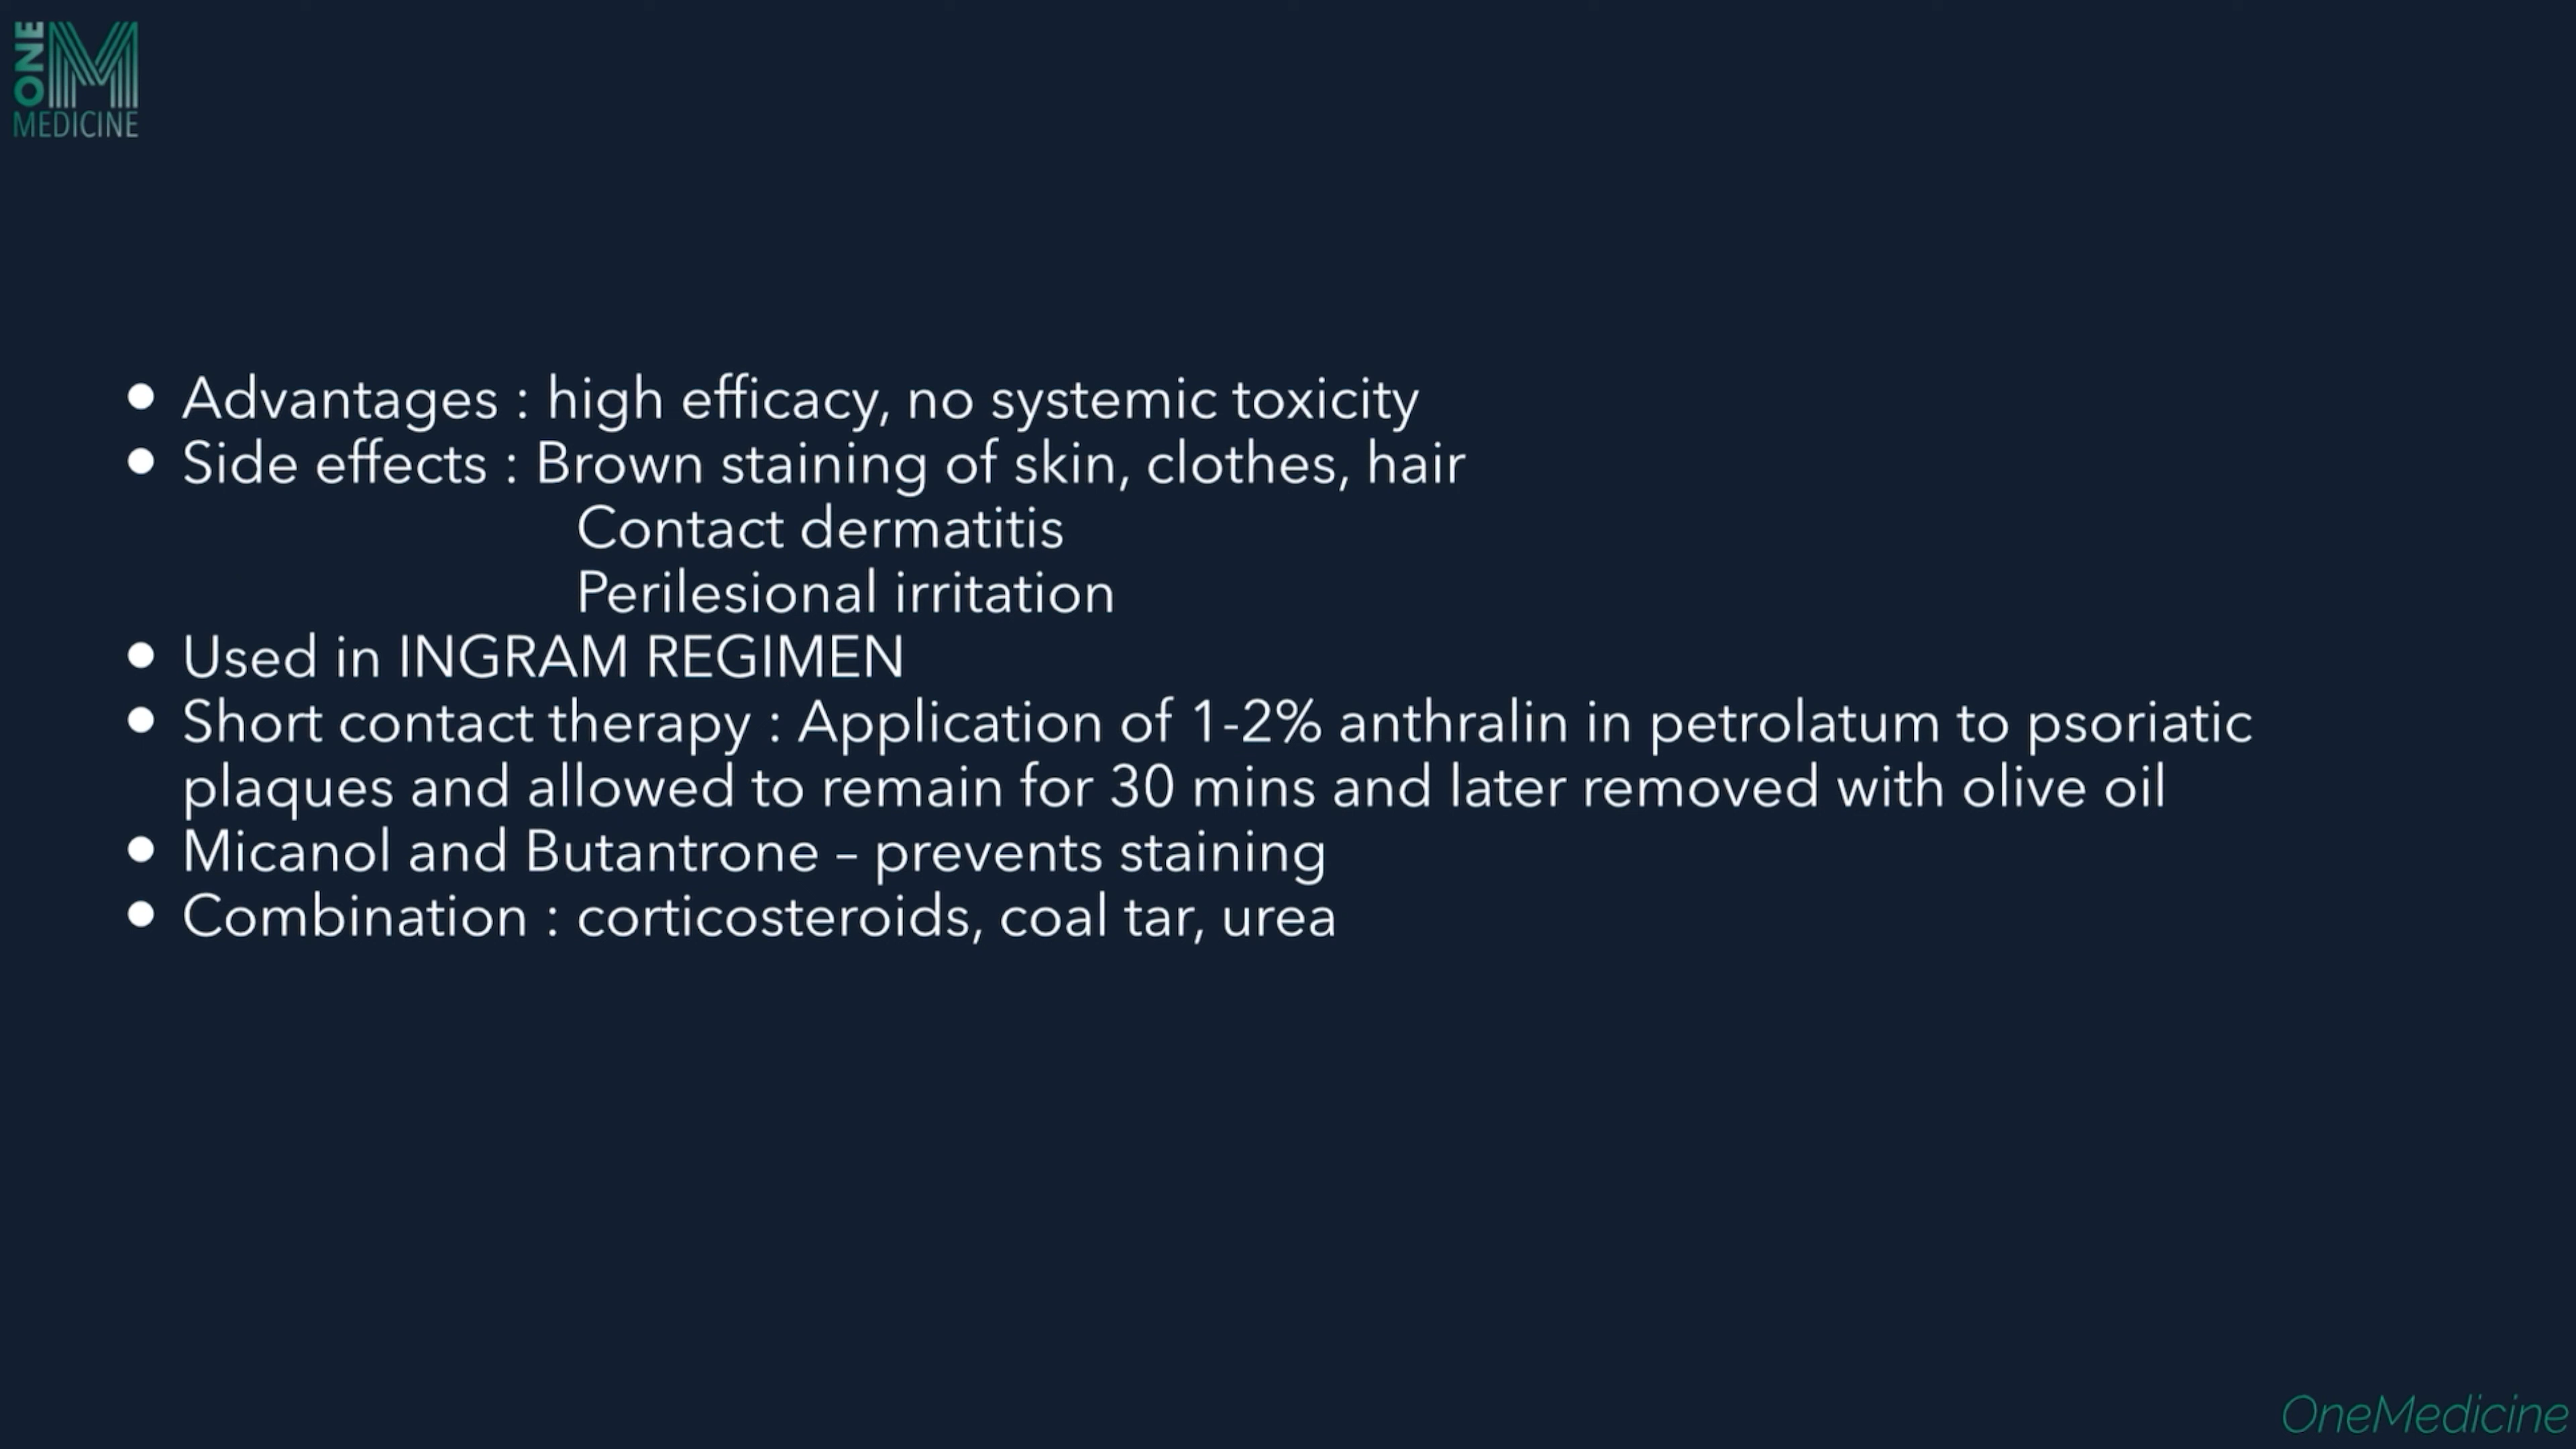 ONE
M
MEDICINE
• Advantages : high efficacy, no systemic toxicity
• Side effects : Brown staining of skin, clothes, hair
Contact dermatitis
Perilesional irritation
• Used in INGRAM REGIMEN
• Short contact therapy : Application of 1-2% anthralin in petrolatum to psoriatic
plaques and allowed to remain for 30 mins and later removed with olive oil
• Micanol and Butantrone – prevents staining
• Combination : corticosteroids, coal tar, urea
OneMedicine